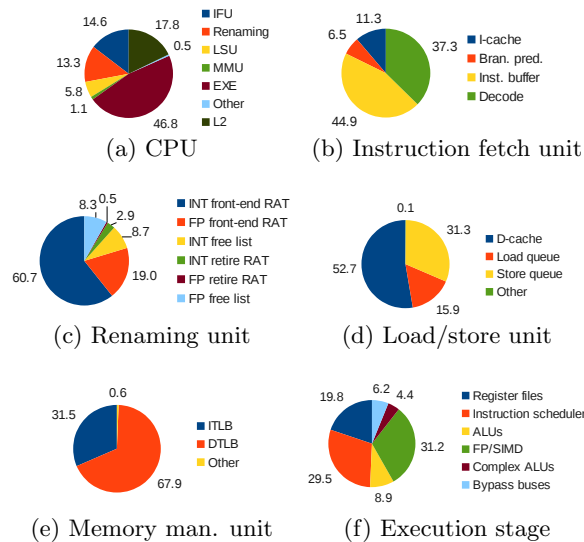 14.6
17.8
0.5
13.3
5.8
1.1
46.8
IFU
Renaming
LSU
MMU
EXE
Other
L2
(a) CPU
11.3
6.5
37.3
44.9
I-cache
Bran. pred.
Inst. buffer
Decode
(b) Instruction fetch unit
0.5
8.3
2.9
8.7
60.7
19.0
INT front-end RAT
FP front-end RAT
INT free list
INT retire RAT
FP retire RAT
FP free list
(c) Renaming unit
0.1
31.3
52.7
15.9
D-cache
Load queue
Store queue
Other
(d) Load/store unit
0.6
31.5
67.9
ITLB
DTLB
Other
(e) Memory man. unit
19.8
6.2
4.4
31.2
29.5
8.9
Register files
Instruction scheduler
ALUs
FP/SIMD
Complex ALUs
Bypass buses
(f) Execution stage